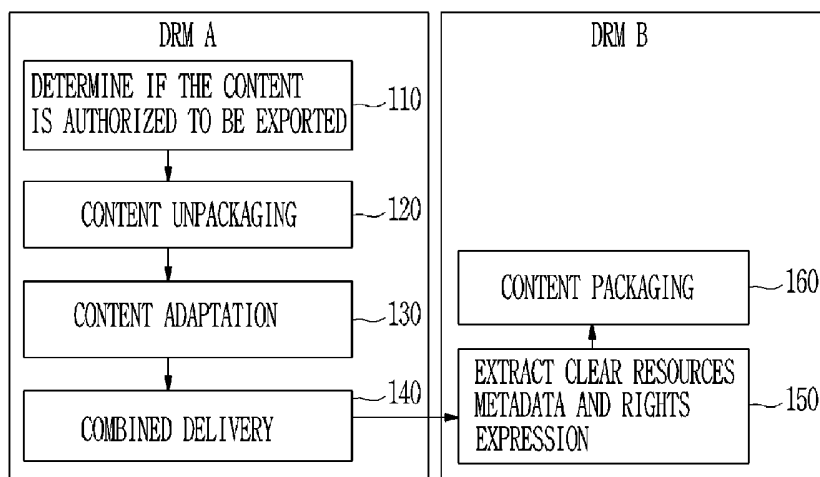 DRM A
DETERMINE IF THE CONTENT
IS AUTHORIZED TO BE EXPORTED
110
CONTENT UNPACKAGING
120
CONTENT ADAPTATION
130
COMBINED DELIVERY
140
DRM B
CONTENT PACKAGING
160
EXTRACT CLEAR RESOURCES
METADATA AND RIGHTS
EXPRESSION
150